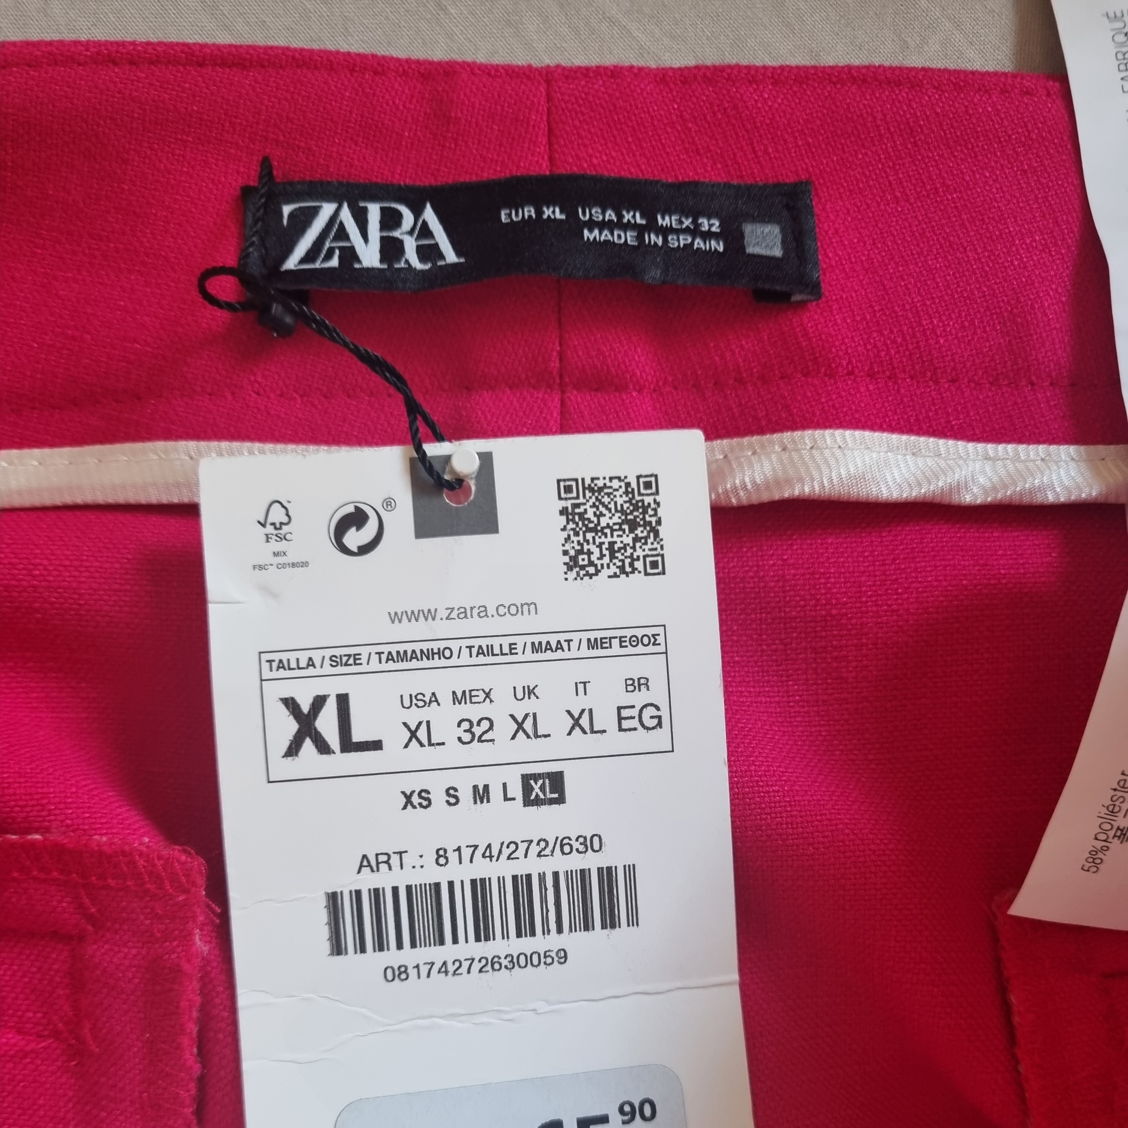 ZARA
EUR XL USA XL MEX 32
MADE IN SPAIN
FSC
MIX
FSC™ C018020
®
www.zara.com
TALLA / SIZE / TAMANHO / TAILLE / MAAT / ΜΕΓΕΘΟΣ
XL
USA MEX UK IT BR
XL 32 XL XL EG
XS S M L XL
ART.: 8174/272/630
08174272630059
90
FABRIQUÉ
58%poliéster